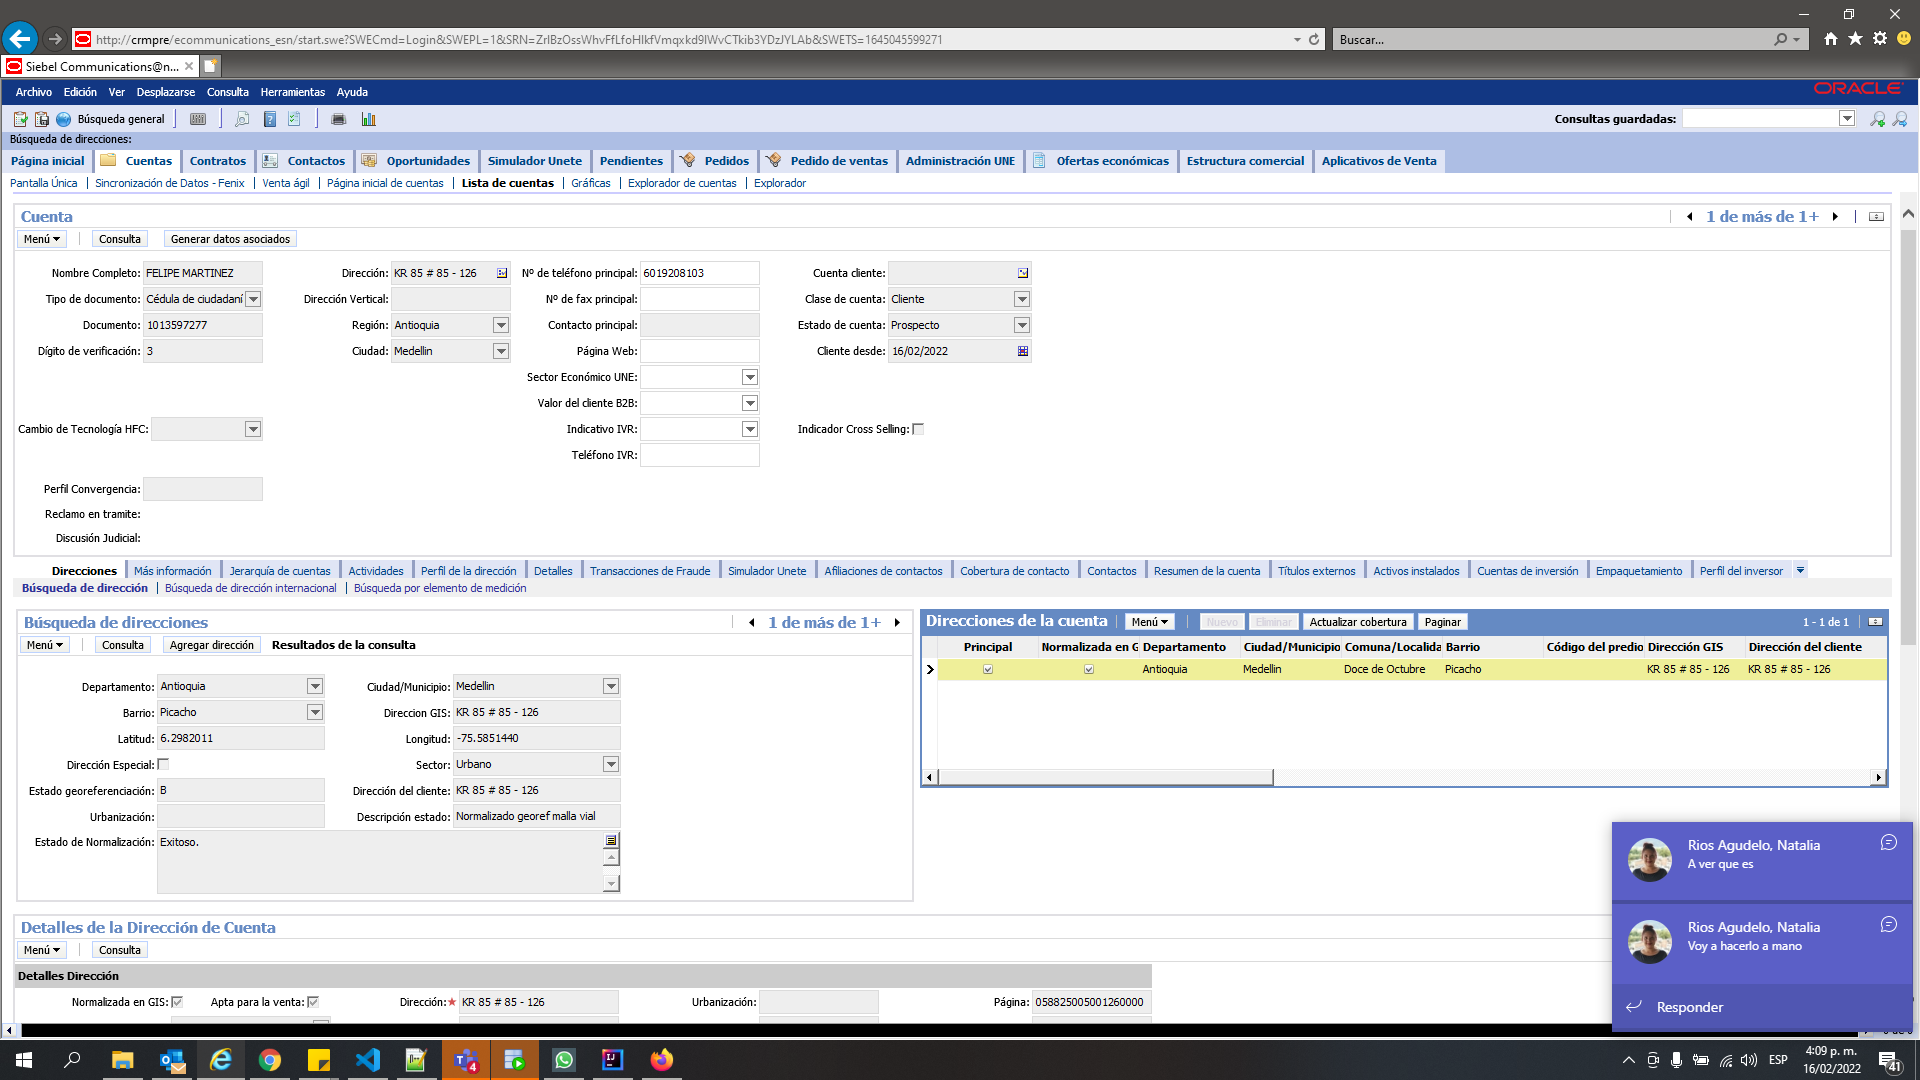 http://crmpre/ecommunications_esn/start.swe?SWECmd=Login&SWEPL=1&SRN=ZrIBzOssWhvFfLfoHIkfVmqxkd9IWvCTkib3YDzJYLAb&SWETS=1645045599271
Buscar...
Siebel Communications@n...
Archivo Edición Ver Desplazarse Consulta Herramientas Ayuda
ORACLE
Búsqueda general
Consultas guardadas:
Búsqueda de direcciones:
Página inicial Cuentas Contratos Contactos Oportunidades Simulador Unete Pendientes Pedidos Pedido de ventas Administración UNE Ofertas económicas Estructura comercial Aplicativos de Venta
Pantalla Única Sincronización de Datos - Fenix Venta ágil Página inicial de cuentas Lista de cuentas Gráficas Explorador de cuentas Explorador
Cuenta
1 de más de 1+
Menú Consulta Generar datos asociados
Nombre Completo: FELIPE MARTINEZ Dirección: KR 85 # 85 - 126 Nº de teléfono principal: 6019208103 Cuenta cliente:
Tipo de documento: Cédula de ciudadaní Dirección Vertical: Nº de fax principal: Clase de cuenta: Cliente
Documento: 1013597277 Región: Antioquia Contacto principal: Estado de cuenta: Prospecto
Dígito de verificación: 3 Ciudad: Medellin Página Web: Cliente desde: 16/02/2022
Sector Económico UNE:
Valor del cliente B2B:
Cambio de Tecnología HFC: Indicativo IVR: Indicador Cross Selling:
Teléfono IVR:
Perfil Convergencia:
Reclamo en tramite:
Discusión Judicial:
Direcciones Más información Jerarquía de cuentas Actividades Perfil de la dirección Detalles Transacciones de Fraude Simulador Unete Afiliaciones de contactos Cobertura de contacto Contactos Resumen de la cuenta Títulos externos Activos instalados Cuentas de inversión Empaquetamiento Perfil del inversor
Búsqueda de dirección Búsqueda de dirección internacional Búsqueda por elemento de medición
Búsqueda de direcciones
1 de más de 1+
Menú Consulta Agregar dirección Resultados de la consulta
Departamento: Antioquia Ciudad/Municipio: Medellin
Barrio: Picacho Direccion GIS: KR 85 # 85 - 126
Latitud: 6.2982011 Longitud: -75.5851440
Dirección Especial: Sector: Urbano
Estado georeferenciación: B Dirección del cliente: KR 85 # 85 - 126
Urbanización: Descripción estado: Normalizado georef malla vial
Estado de Normalización: Exitoso.
Direcciones de la cuenta Menú Nuevo Eliminar Actualizar cobertura Paginar 1 - 1 de 1
Principal Normalizada en G Departamento Ciudad/Municipio Comuna/Localida Barrio Código del predio Dirección GIS Dirección del cliente
Antioquia Medellin Doce de Octubre Picacho KR 85 # 85 - 126 KR 85 # 85 - 126
Detalles de la Dirección de Cuenta
Menú Consulta
Detalles Dirección
Normalizada en GIS: Apta para la venta: Dirección:★ KR 85 # 85 - 126 Urbanización: Página: 058825005001260000
Rios Agudelo, Natalia
A ver que es
Rios Agudelo, Natalia
Voy a hacerlo a mano
Responder
4
ESP
4:09 p. m.
16/02/2022
41